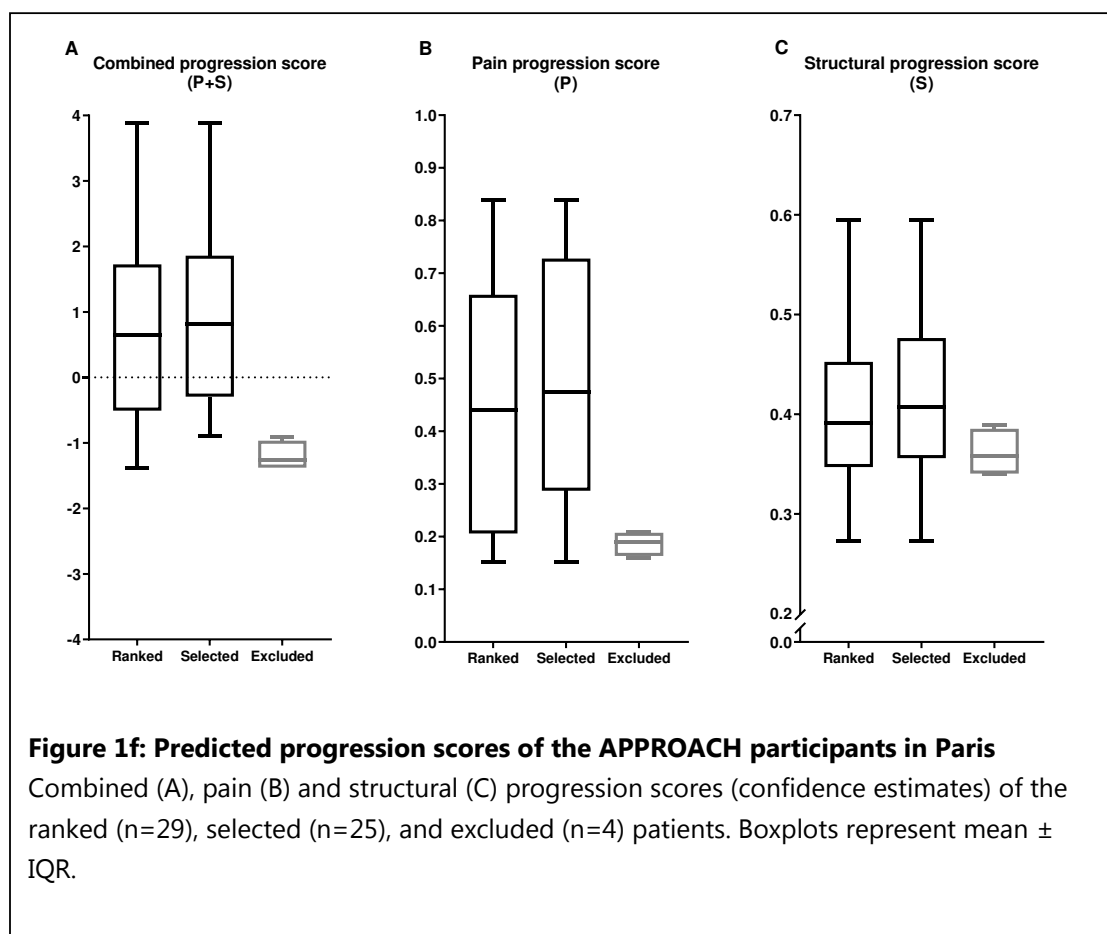 A
Combined progression score
(P+S)
4
3
2
1
0
-1
-2
-3
-4
Ranked Selected Excluded
B
Pain progression score
(P)
1.0
0.9
0.8
0.7
0.6
0.5
0.4
0.3
0.2
0.1
0.0
Ranked Selected Excluded
C
Structural progression score
(S)
0.7
0.6
0.5
0.4
0.3
0.2
0.0
Ranked Selected Excluded
Figure 1f: Predicted progression scores of the APPROACH participants in Paris
Combined (A), pain (B) and structural (C) progression scores (confidence estimates) of the
ranked (n=29), selected (n=25), and excluded (n=4) patients. Boxplots represent mean ±
IQR.